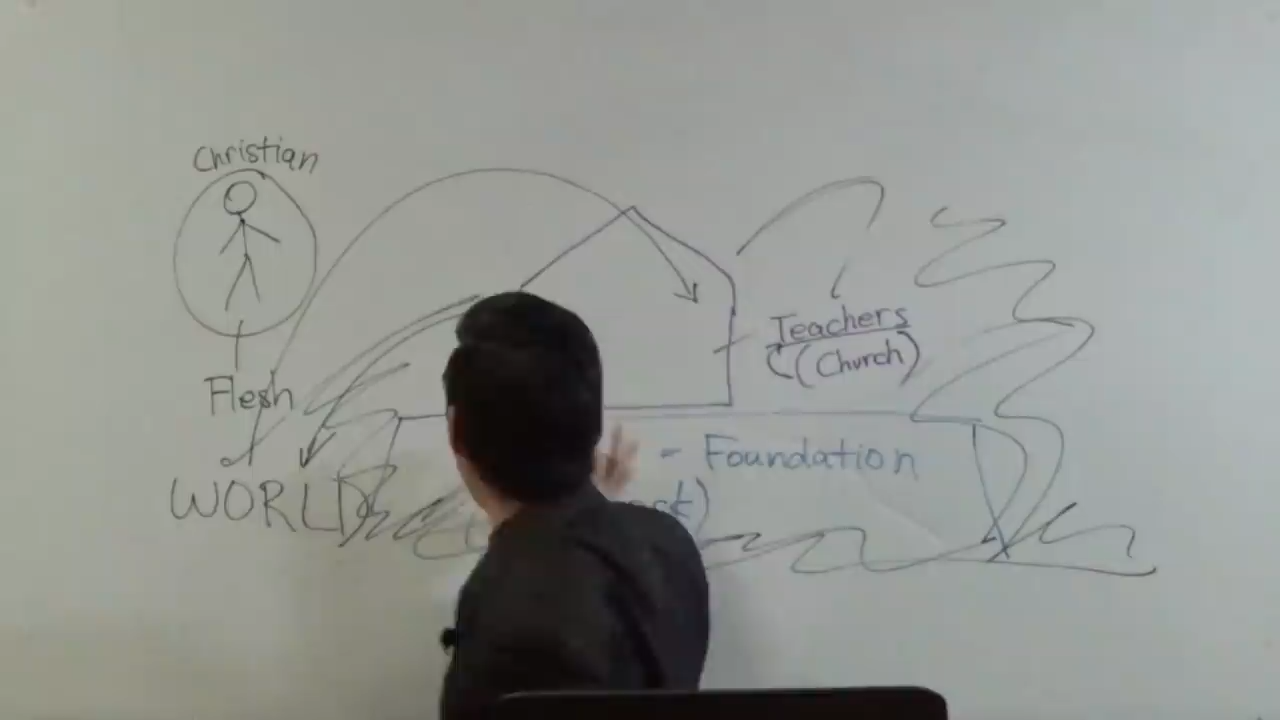 Christian
Flesh
WORLD
Teachers
(Church)
- Foundation